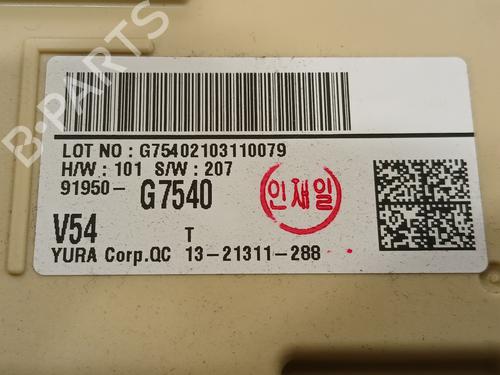 LOT NO : G75402103110079
H/W : 101 S/W : 207
91950- G7540
인재일
V54 T
YURA Corp.QC 13-21311-288
B-PARTS